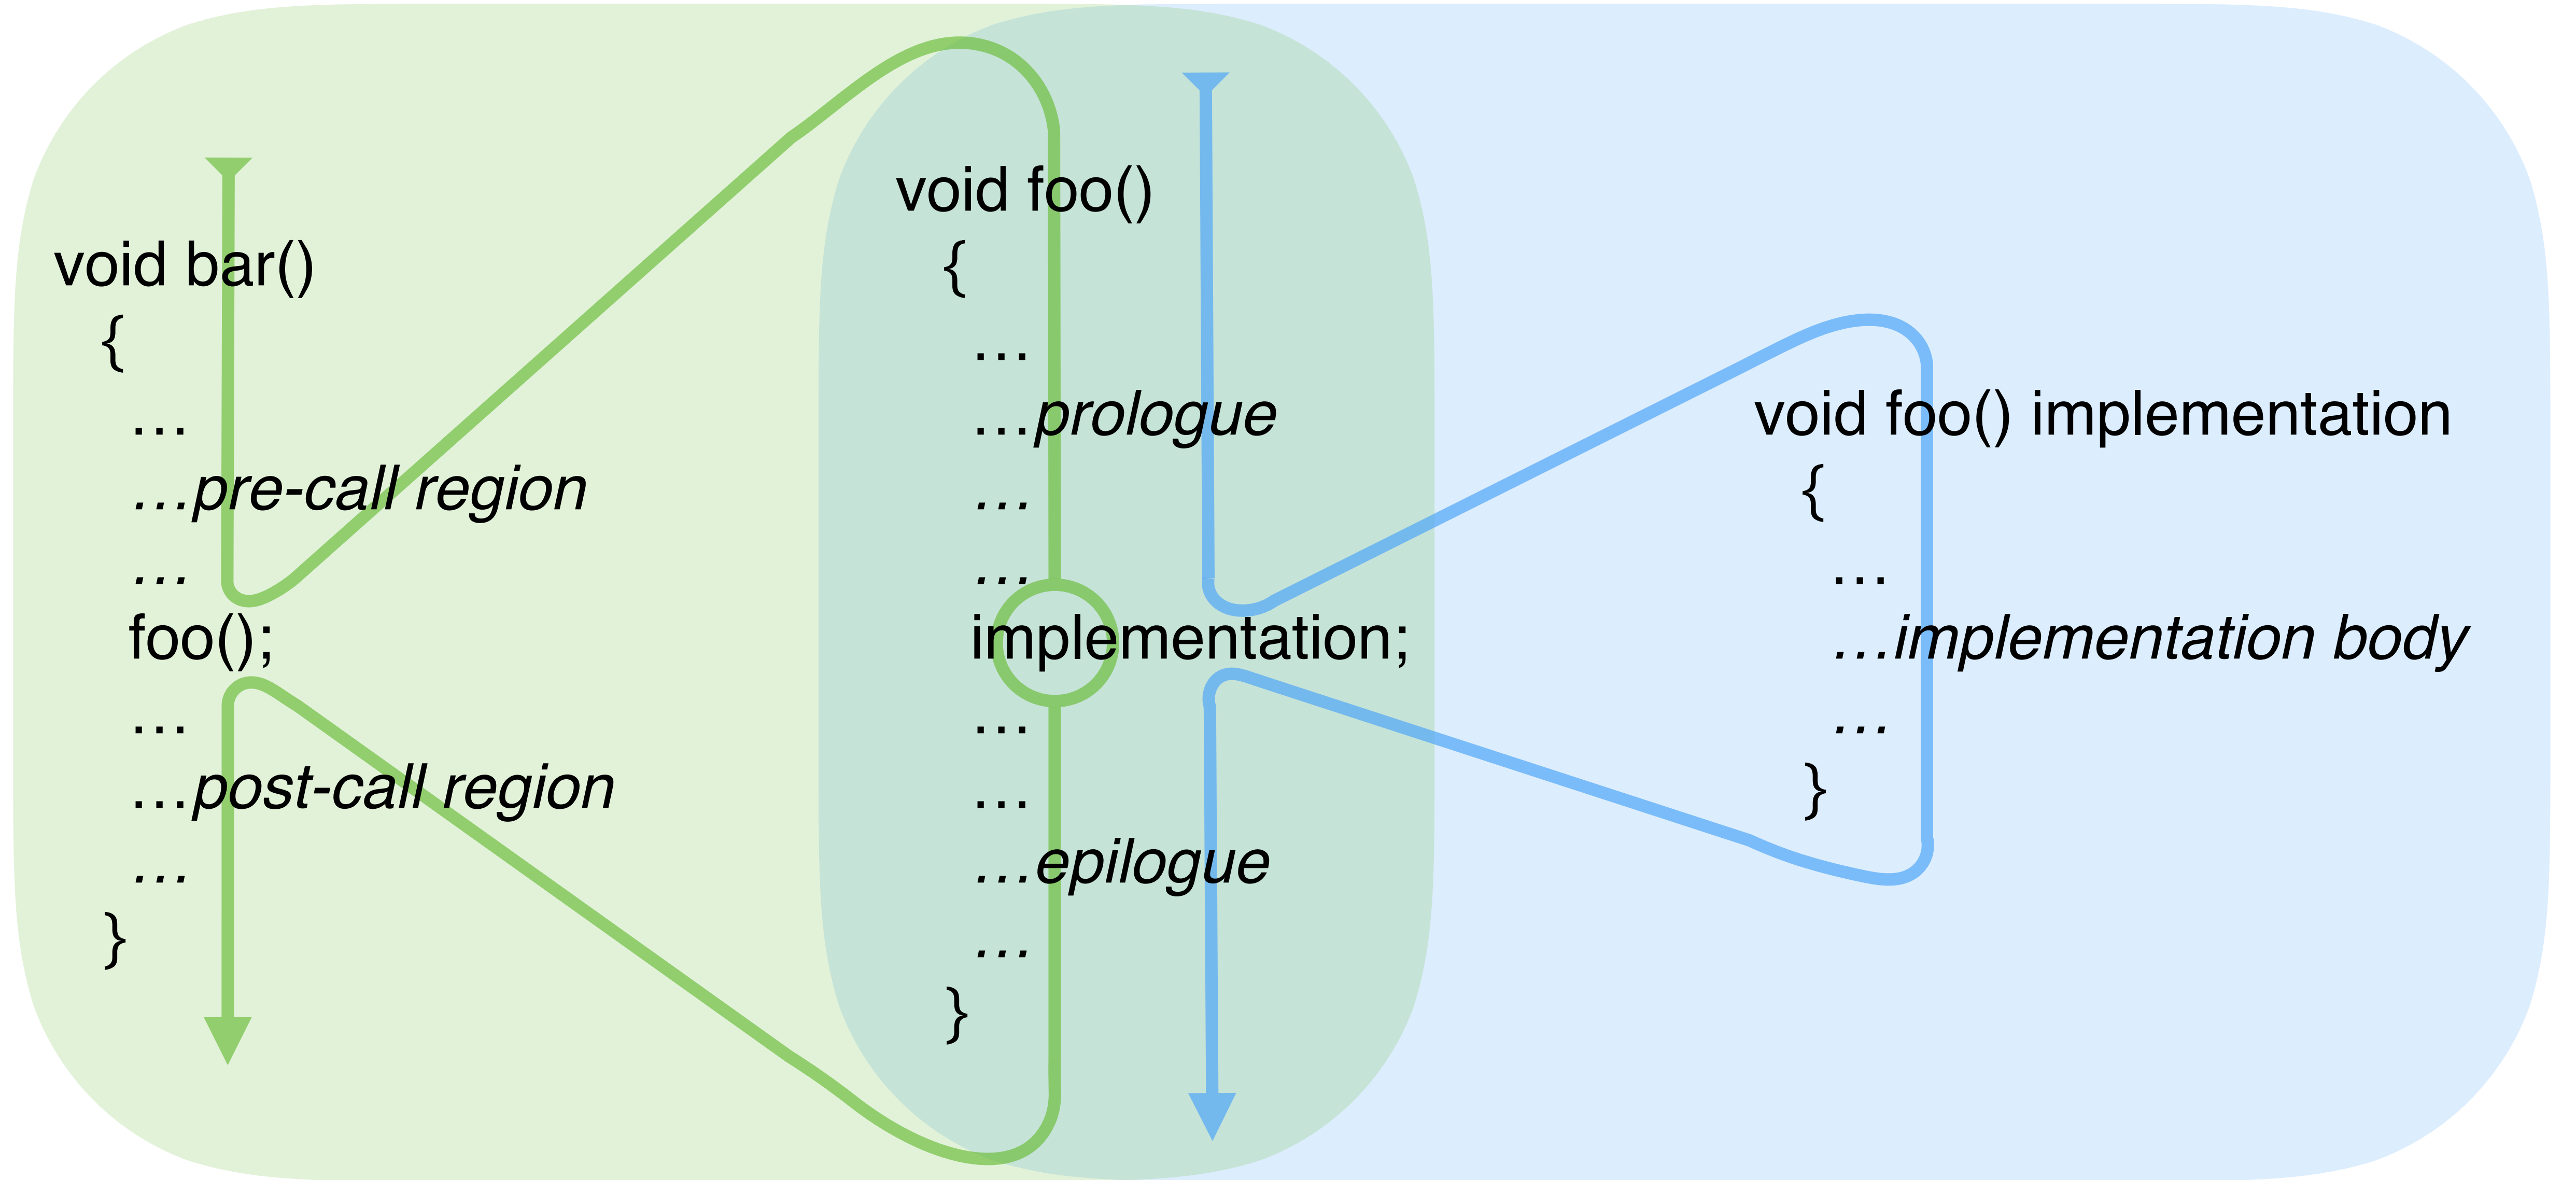 void bar()
{
…
…pre-call region
…
foo();
…
…post-call region
…
}
void foo()
{
…
…prologue
…
…
implementation;
…
…
…epilogue
…
}
void foo() implementation
{
…
…implementation body
…
}